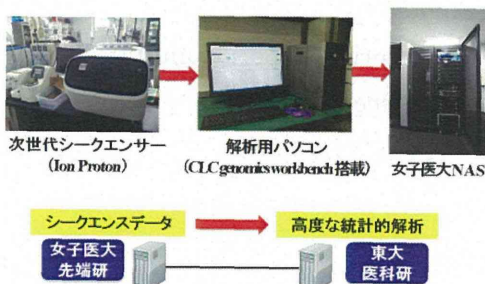 次世代シークエンサー
(Ion Proton)
解析用パソコン
(CLC genomics workbench 搭載)
女子医大NAS
シークエンスデータ
高度な統計的解析
女子医大
先端研
東大
医科研